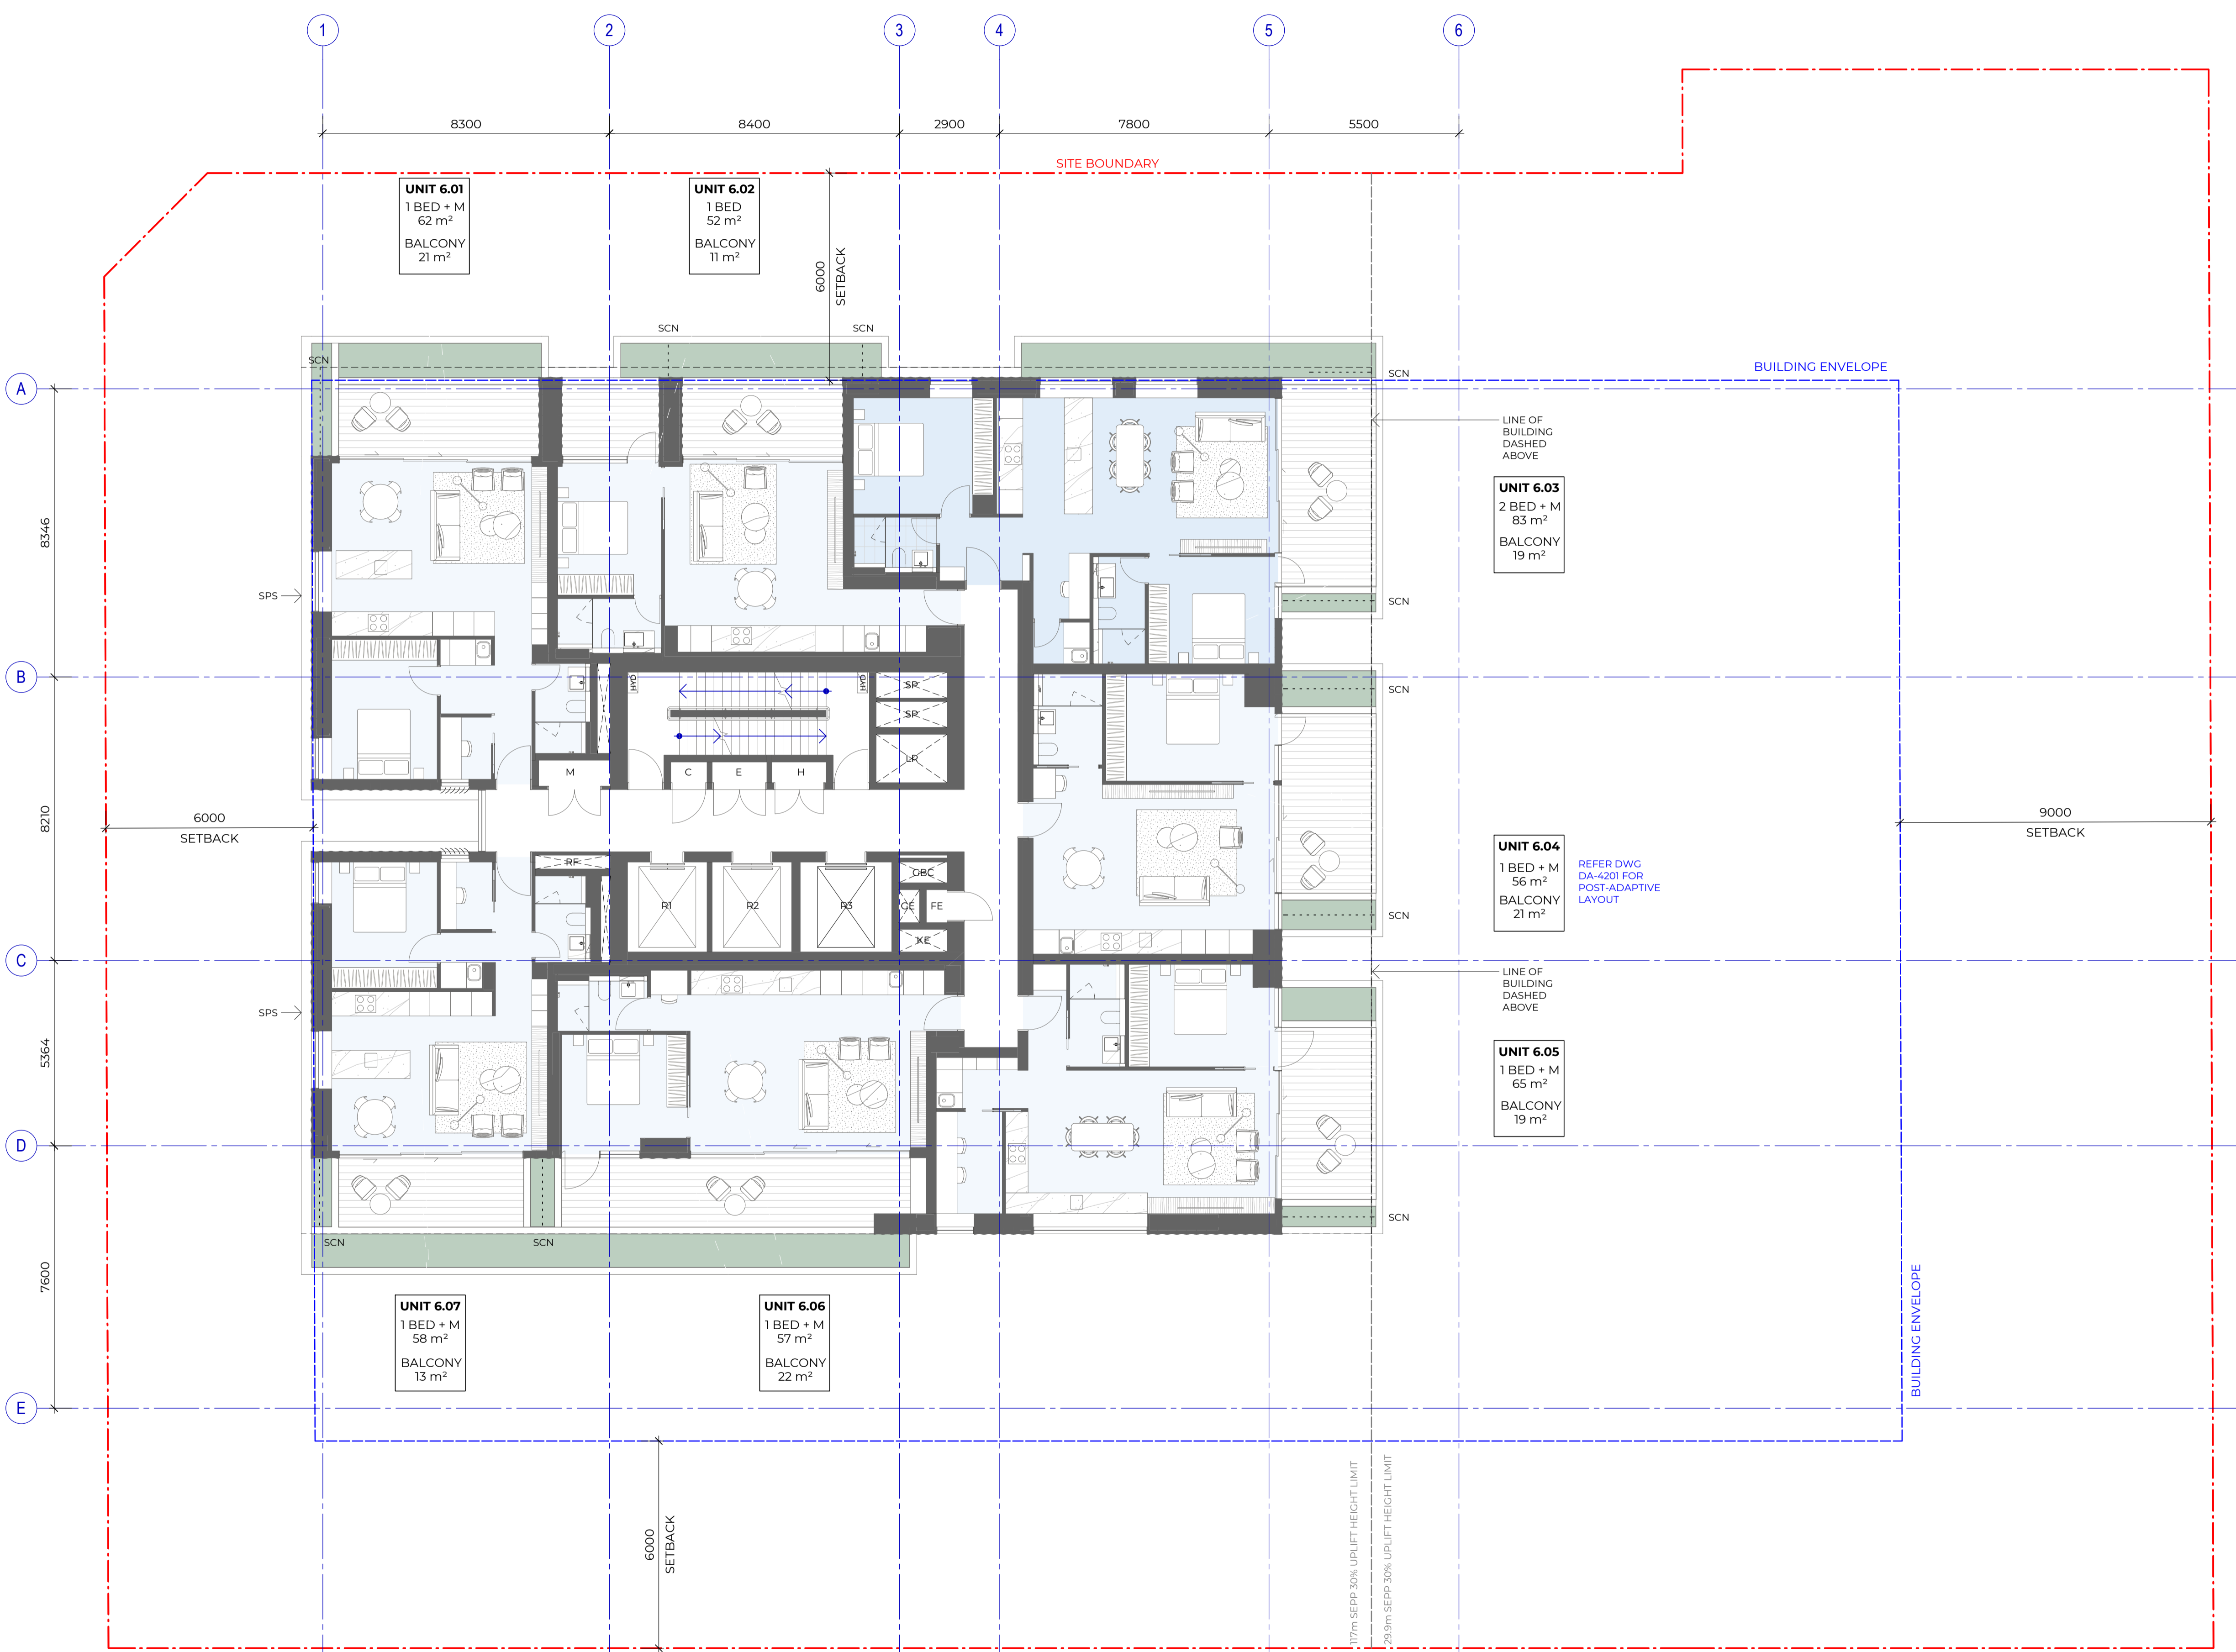 1
2
3
4
5
6
8300
8400
2900
7800
5500
SITE BOUNDARY
UNIT 6.01
1 BED + M
62 m²
BALCONY
21 m²
UNIT 6.02
1 BED
52 m²
BALCONY
11 m²
6000
SETBACK
SCN
SCN
SCN
A
BUILDING ENVELOPE
SCN
LINE OF
BUILDING
DASHED
ABOVE
UNIT 6.03
2 BED + M
83 m²
BALCONY
19 m²
8346
SPS
SCN
B
HYD
HYD
SP
SP
LR
SCN
M
C
E
H
8210
6000
SETBACK
9000
SETBACK
UNIT 6.04
1 BED + M
56 m²
BALCONY
21 m²
REFER DWG
DA-4201 FOR
POST-ADAPTIVE
LAYOUT
RF
R1
R2
R3
GBC
GE
FE
KE
SCN
C
LINE OF
BUILDING
DASHED
ABOVE
SPS
5364
UNIT 6.05
1 BED + M
65 m²
BALCONY
19 m²
D
SCN
SCN
SCN
7600
UNIT 6.07
1 BED + M
58 m²
BALCONY
13 m²
UNIT 6.06
1 BED + M
57 m²
BALCONY
22 m²
BUILDING ENVELOPE
E
6000
SETBACK
117m SEPP 30% UPLIFT HEIGHT LIMIT
29.9m SEPP 30% UPLIFT HEIGHT LIMIT